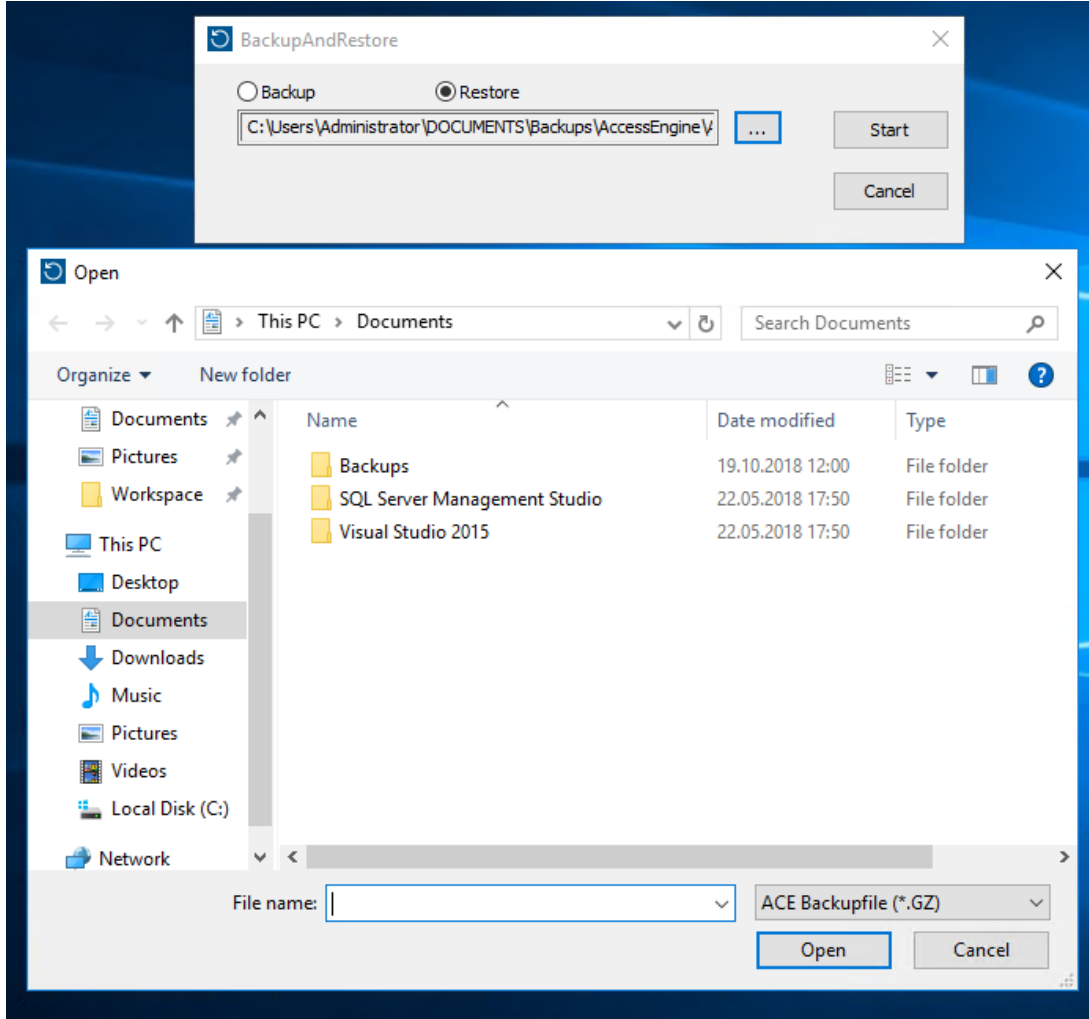 BackupAndRestore
Backup Restore
C:\Users\Administrator\DOCUMENTS\Backups\AccessEngine\ ... Start
Cancel
Open
This PC > Documents Search Documents
Organize New folder
Name Date modified Type
Documents
Pictures
Workspace
This PC
Desktop
Documents
Downloads
Music
Pictures
Videos
Local Disk (C:)
Network
Backups 19.10.2018 12:00 File folder
SQL Server Management Studio 22.05.2018 17:50 File folder
Visual Studio 2015 22.05.2018 17:50 File folder
File name: ACE Backupfile (*.GZ)
Open Cancel